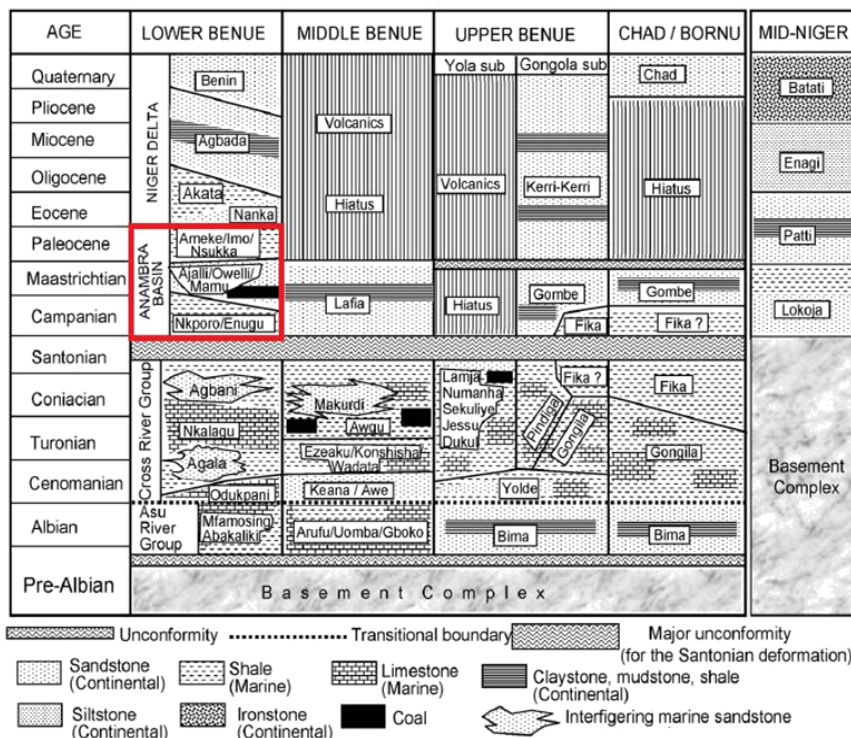 AGE
LOWER BENUE
MIDDLE BENUE
UPPER BENUE
CHAD / BORNU
MID-NIGER
Yola sub
Gongola sub
Quaternary
Pliocene
Miocene
Oligocene
Eocene
Paleocene
Maastrichtian
Campanian
Santonian
Coniacian
Turonian
Cenomanian
Albian
Pre-Albian
NIGER DELTA
Benin
Agbada
Akata
Nanka
ANAMBRA
BASIN
Ameke/Imo/
Nsukka
Ajalli/Owelli/
Mamu
Nkporo/Enugu
Cross River Group
Agbani
Nkalagu
Agala
Odukpani
Asu
River
Group
Mfamosing
Abakaliki
Volcanics
Hiatus
Lafia
Makurdi
Awgu
Ezeaku/Konshisha
Wadata
Keana / Awe
Arufu/Uomba/Gboko
Volcanics
Hiatus
Lamja
Numanha
Sekuliye
Jessu
Dukul
Kerri-Kerri
Gombe
Fika
Fika ?
Pindiga
Gongila
Yolde
Bima
Chad
Hiatus
Gombe
Fika ?
Fika
Gongila
Bima
Batati
Enagi
Patti
Lokoja
Basement
Complex
Basement Complex
Unconformity
Transitional boundary
Major unconformity
(for the Santonian deformation)
Sandstone
(Continental)
Shale
(Marine)
Limestone
(Marine)
Claystone, mudstone, shale
(Continental)
Siltstone
(Continental)
Ironstone
(Continental)
Coal
Interfigering marine sandstone